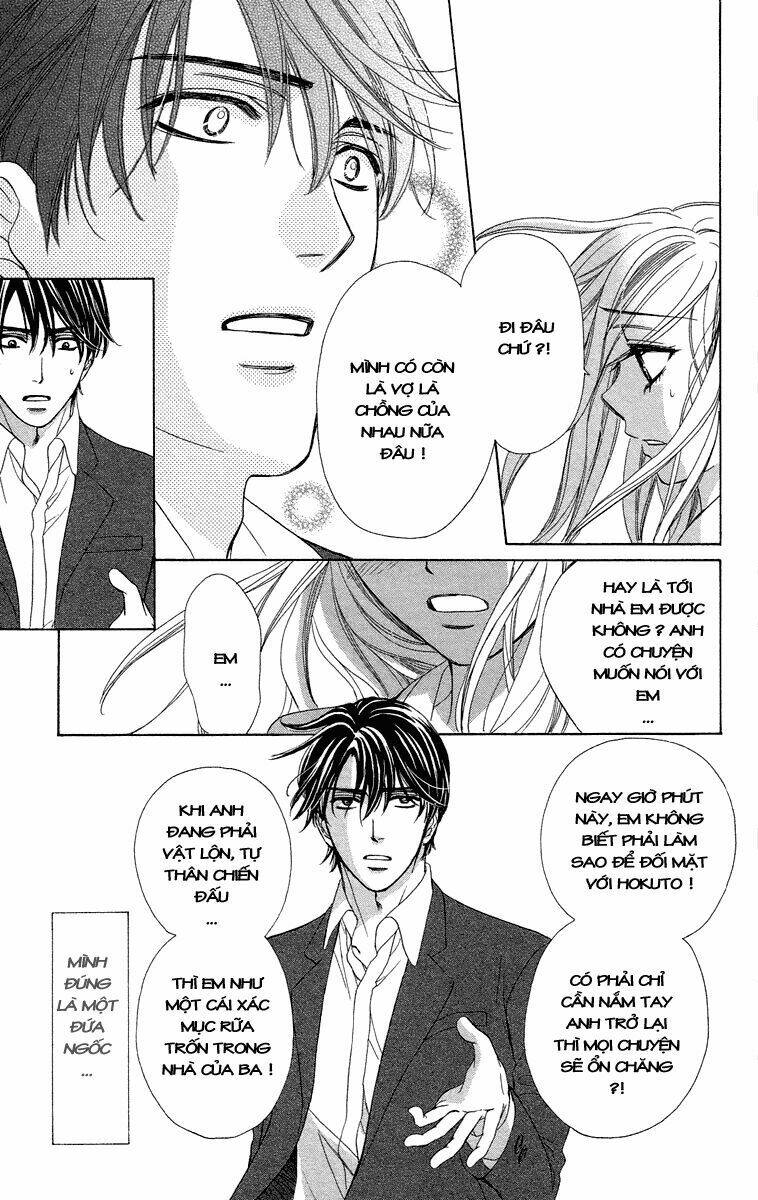 ĐI ĐÂU
CHỨ ?!
MÌNH CÓ CÒN
LÀ VỢ LÀ
CHỒNG CỦA
NHAU NỮA
ĐÂU !
HAY LÀ TỚI
NHÀ EM ĐƯỢC
KHÔNG ? ANH
CÓ CHUYỆN
MUỐN NÓI VỚI
EM
...
EM
...
NGAY GIỜ PHÚT
NÀY, EM KHÔNG
BIẾT PHẢI LÀM
SAO ĐỂ ĐỐI MẶT
VỚI HOKUTO !
CÓ PHẢI CHỈ
CẦN NẮM TAY
ANH TRỞ LẠI
THÌ MỌI CHUYỆN
SẼ ỔN CHĂNG
?!
KHI ANH
ĐANG PHẢI
VẬT LỘN, TỰ
THÂN CHIẾN
ĐẤU
...
THÌ EM NHƯ
MỘT CÁI XÁC
MỤC RỮA
TRỐN TRONG
NHÀ CỦA BA !
MÌNH
ĐÚNG
LÀ MỘT
ĐỨA
NGỐC
...